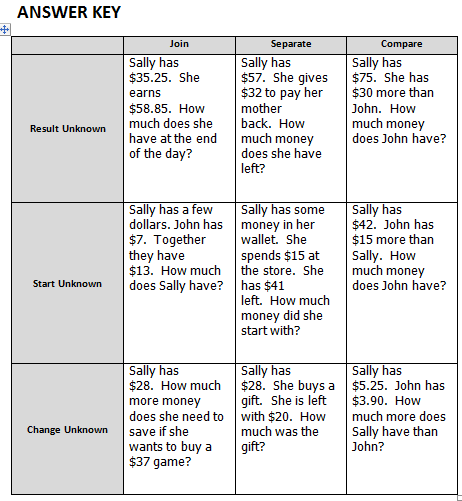 ANSWER KEY
Join
Separate
Compare
Result Unknown
Sally has
$35.25.  She
earns
$58.85.  How
much does she
have at the end
of the day?
Sally has
$57.  She gives
$32 to pay her
mother
back.  How
much money
does she have
left?
Sally has
$75.  She has
$30 more than
John.  How
much money
does John have?
Start Unknown
Sally has a few
dollars. John has
$7.  Together
they have
$13.  How much
does Sally have?
Sally has some
money in her
wallet.  She
spends $15 at
the store.  She
has $41
left.  How much
money did she
start with?
Sally has
$42.  John has
$15 more than
Sally.  How
much money
does John have?
Change Unknown
Sally has
$28.  How much
more money
does she need to
save if she
wants to buy a
$37 game?
Sally has
$28.  She buys a
gift.  She is left
with $20.  How
much was the
gift?
Sally has
$5.25.  John has
$3.90.  How
much more does
Sally have than
John?